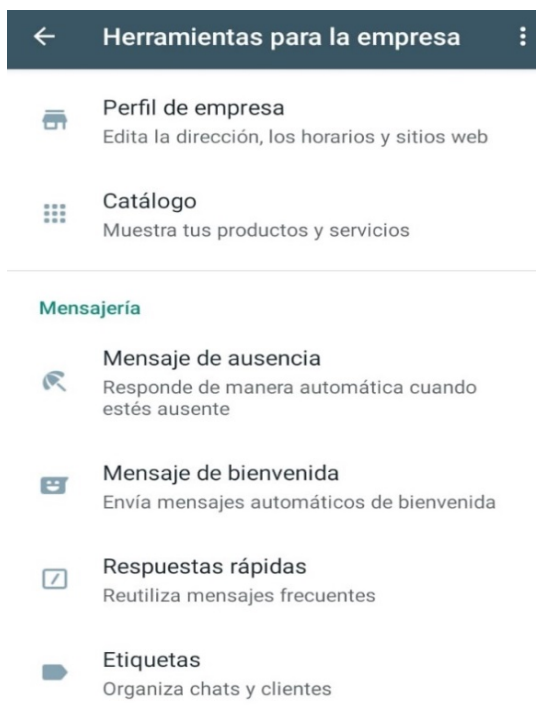 Herramientas para la empresa
Perfil de empresa
Edita la dirección, los horarios y sitios web
Catálogo
Muestra tus productos y servicios
Mensajería
Mensaje de ausencia
Responde de manera automática cuando
estés ausente
Mensaje de bienvenida
Envía mensajes automáticos de bienvenida
Respuestas rápidas
Reutiliza mensajes frecuentes
Etiquetas
Organiza chats y clientes